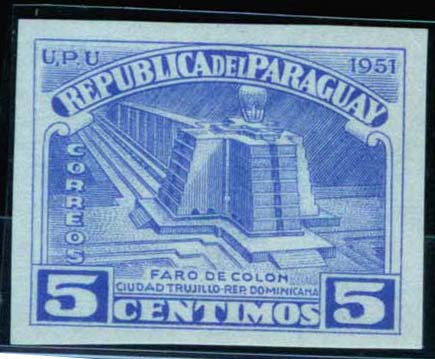 U.P.U 1951
REPUBLICA DEL PARAGUAY
CORREOS
FARO DE COLON
CIUDAD TRUJILLO-REP. DOMINICANA
5 CENTIMOS 5